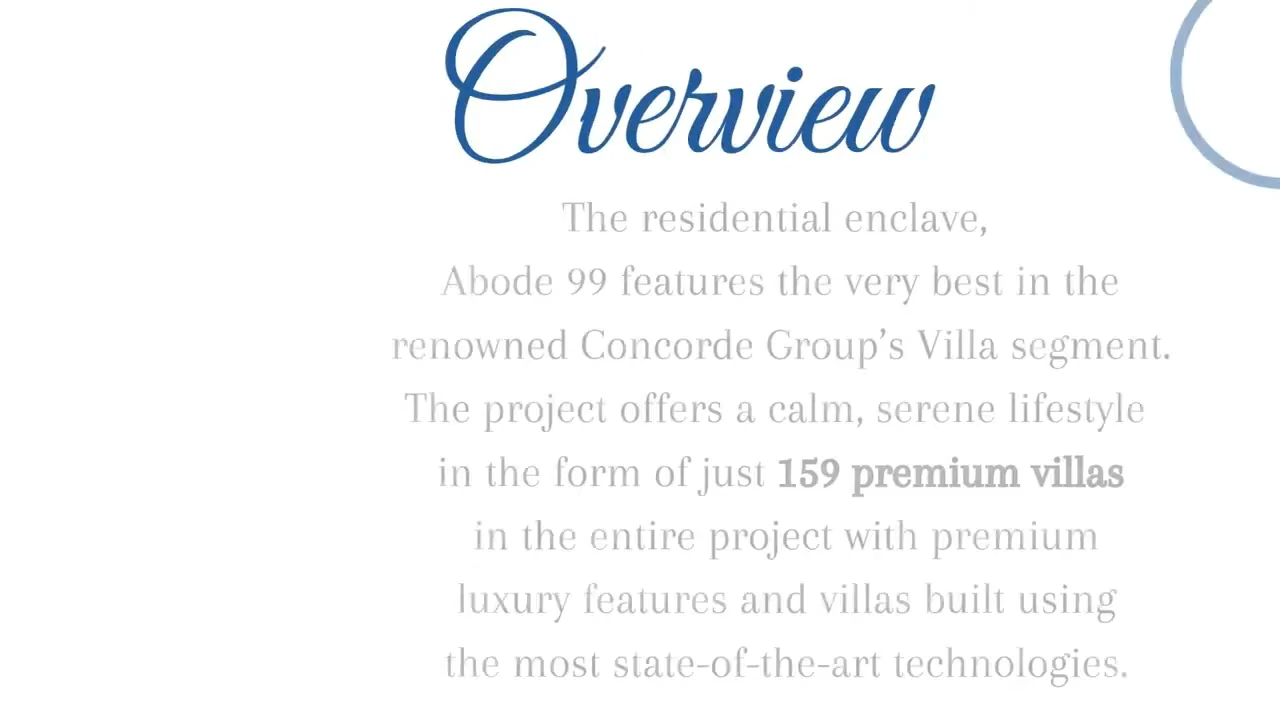 Overview
The residential enclave,
Abode 99 features the very best in the
renowned Concorde Group’s Villa segment.
The project offers a calm, serene lifestyle
in the form of just 159 premium villas
in the entire project with premium
luxury features and villas built using
the most state-of-the-art technologies.